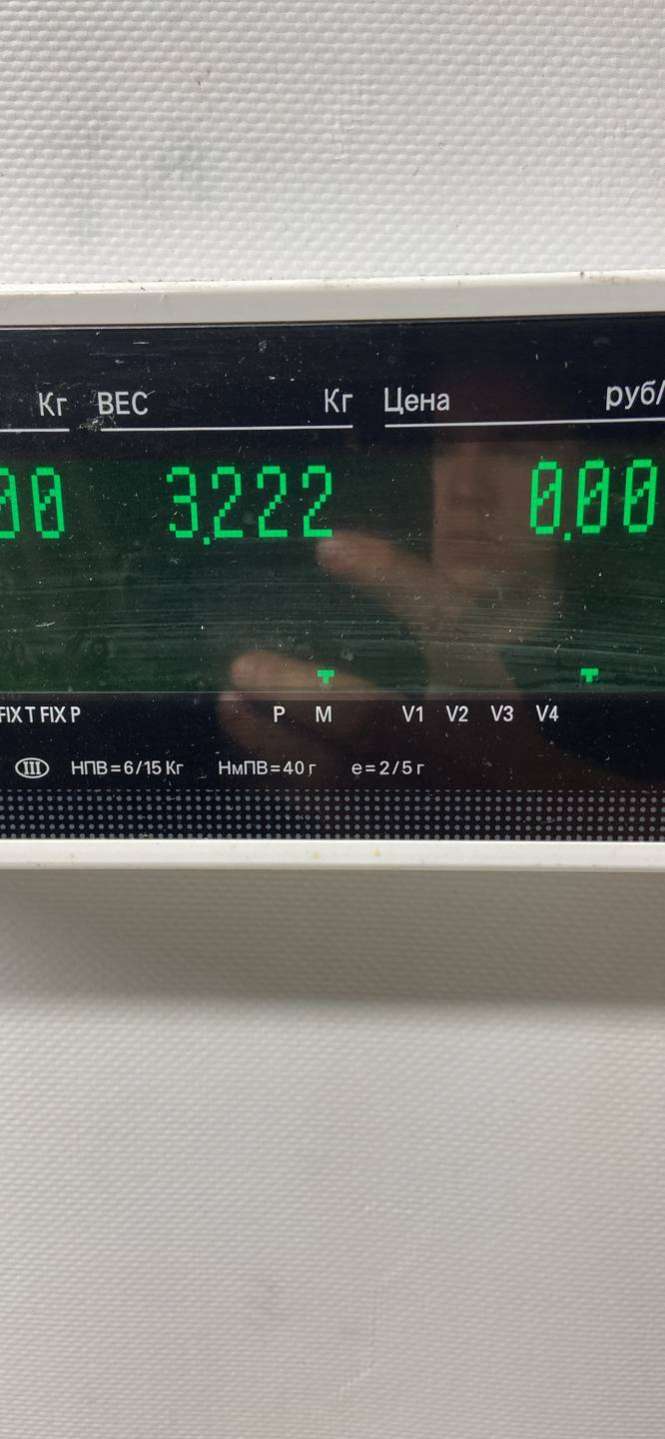 Кг ВЕС Кг Цена руб/
00 3.222 0.00
FIX T FIX P P M V1 V2 V3 V4
III НПВ=6/15 Кг НмПВ=40 г e=2/5 г